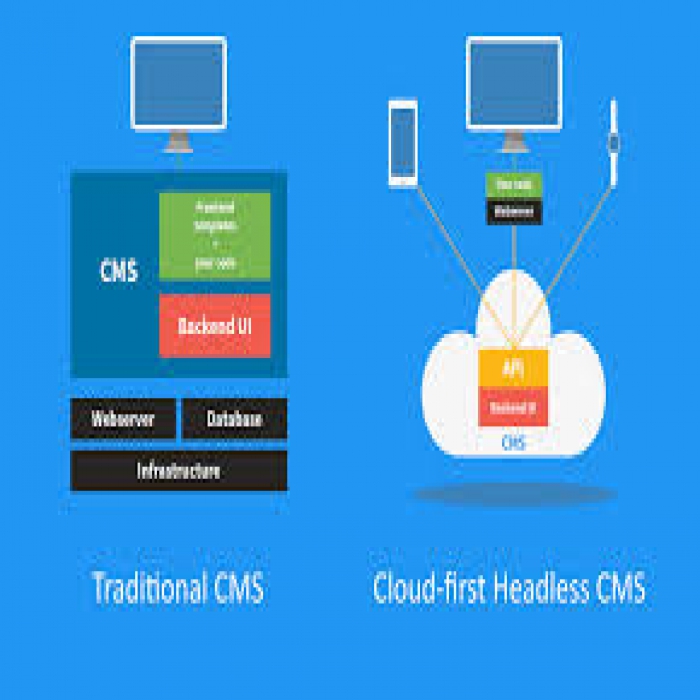 CMS
Frontend
templates
+
your code
Backend UI
Webserver
Database
Infrastructure
Traditional CMS
Your code
Webserver
API
Backend UI
CMS
Cloud-first Headless CMS